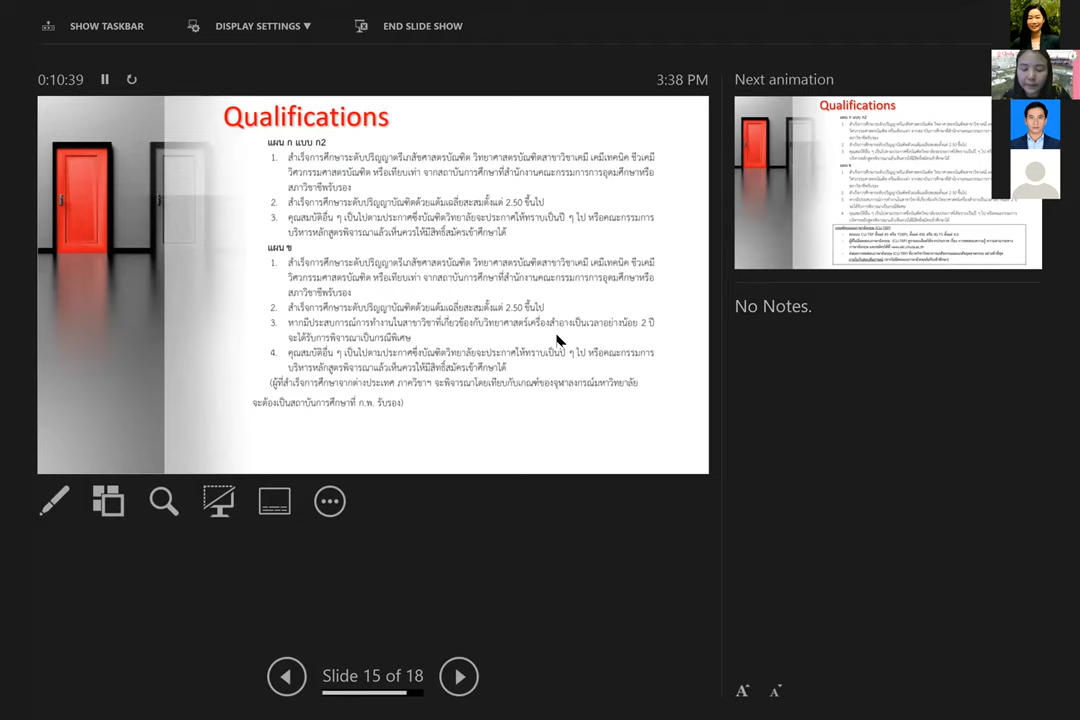 SHOW TASKBAR
DISPLAY SETTINGS ▼
END SLIDE SHOW
0:10:39
3:38 PM
Next animation
Qualifications
แผน ก แบบ ก2
1. สำเร็จการศึกษาระดับปริญญาตรีเภสัชศาสตรบัณฑิต วิทยาศาสตรบัณฑิตสาขาวิชาเคมี เคมีเทคนิค ชีวเคมี
วิศวกรรมศาสตรบัณฑิต หรือเทียบเท่า จากสถาบันการศึกษาที่สำนักงานคณะกรรมการการอุดมศึกษาหรือ
สภาวิชาชีพรับรอง
2. สำเร็จการศึกษาระดับปริญญาบัณฑิตด้วยแต้มเฉลี่ยสะสมตั้งแต่ 2.50 ขึ้นไป
3. คุณสมบัติอื่น ๆ เป็นไปตามประกาศซึ่งบัณฑิตวิทยาลัยจะประกาศให้ทราบเป็นปี ๆ ไป หรือคณะกรรมการ
บริหารหลักสูตรพิจารณาแล้วเห็นควรให้มีสิทธิ์สมัครเข้าศึกษาได้
แผน ข
1. สำเร็จการศึกษาระดับปริญญาตรีเภสัชศาสตรบัณฑิต วิทยาศาสตรบัณฑิตสาขาวิชาเคมี เคมีเทคนิค ชีวเคมี
วิศวกรรมศาสตรบัณฑิต หรือเทียบเท่า จากสถาบันการศึกษาที่สำนักงานคณะกรรมการการอุดมศึกษาหรือ
สภาวิชาชีพรับรอง
2. สำเร็จการศึกษาระดับปริญญาบัณฑิตด้วยแต้มเฉลี่ยสะสมตั้งแต่ 2.50 ขึ้นไป
3. หากมีประสบการณ์การทำงานในสาขาวิชาที่เกี่ยวข้องกับวิทยาศาสตร์เครื่องสำอางเป็นเวลาอย่างน้อย 2 ปี
จะได้รับการพิจารณาเป็นกรณีพิเศษ
4. คุณสมบัติอื่น ๆ เป็นไปตามประกาศซึ่งบัณฑิตวิทยาลัยจะประกาศให้ทราบเป็นปี ๆ ไป หรือคณะกรรมการ
บริหารหลักสูตรพิจารณาแล้วเห็นควรให้มีสิทธิ์สมัครเข้าศึกษาได้
(ผู้ที่สำเร็จการศึกษาจากต่างประเทศ ภาควิชาฯ จะพิจารณาโดยเทียบกับเกณฑ์ของจุฬาลงกรณ์มหาวิทยาลัย
จะต้องเป็นสถาบันการศึกษาที่ ก.พ. รับรอง)
Qualifications
No Notes.
Slide 15 of 18
A A